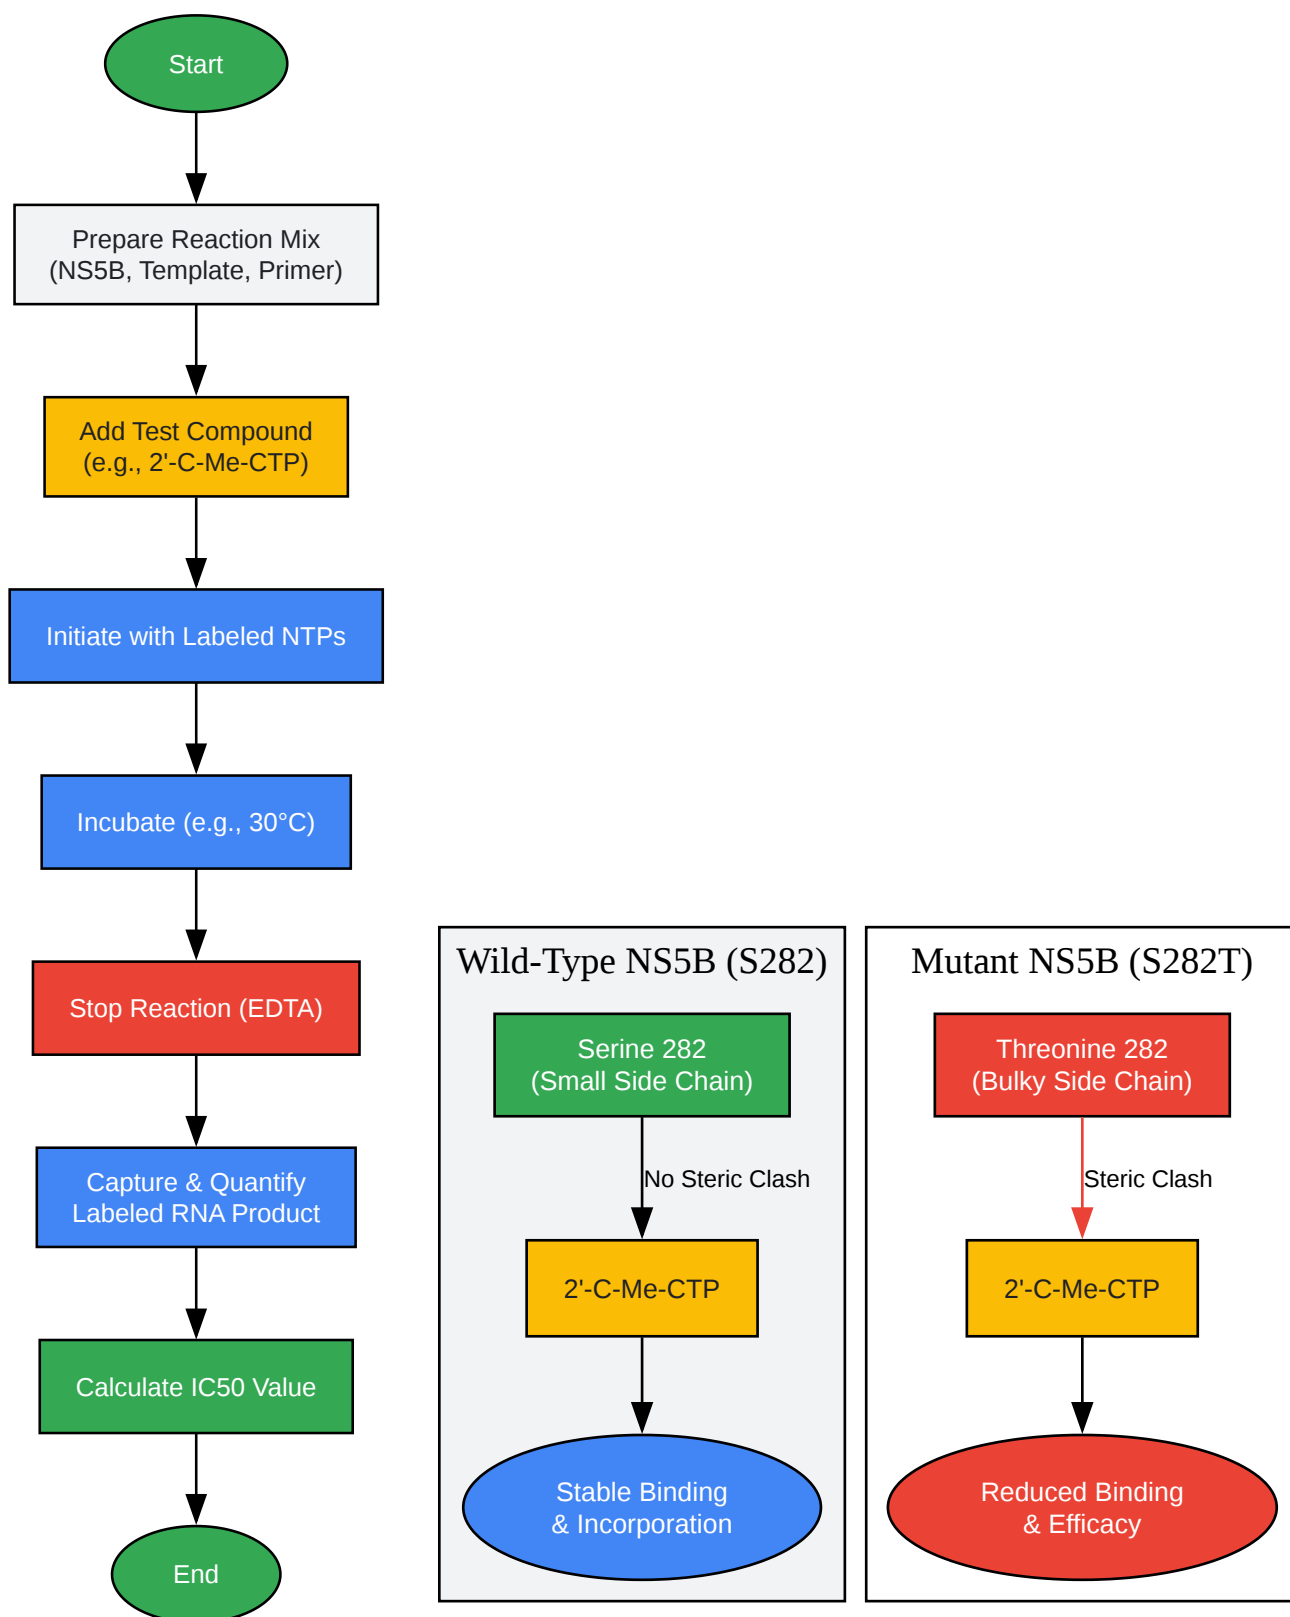 Start
Prepare Reaction Mix
(NS5B, Template, Primer)
Add Test Compound
(e.g., 2'-C-Me-CTP)
Initiate with Labeled NTPs
Incubate (e.g., 30°C)
Stop Reaction (EDTA)
Capture & Quantify
Labeled RNA Product
Calculate IC50 Value
End
Wild-Type NS5B (S282)
Serine 282
(Small Side Chain)
No Steric Clash
2'-C-Me-CTP
Stable Binding
& Incorporation
Mutant NS5B (S282T)
Threonine 282
(Bulky Side Chain)
Steric Clash
2'-C-Me-CTP
Reduced Binding
& Efficacy